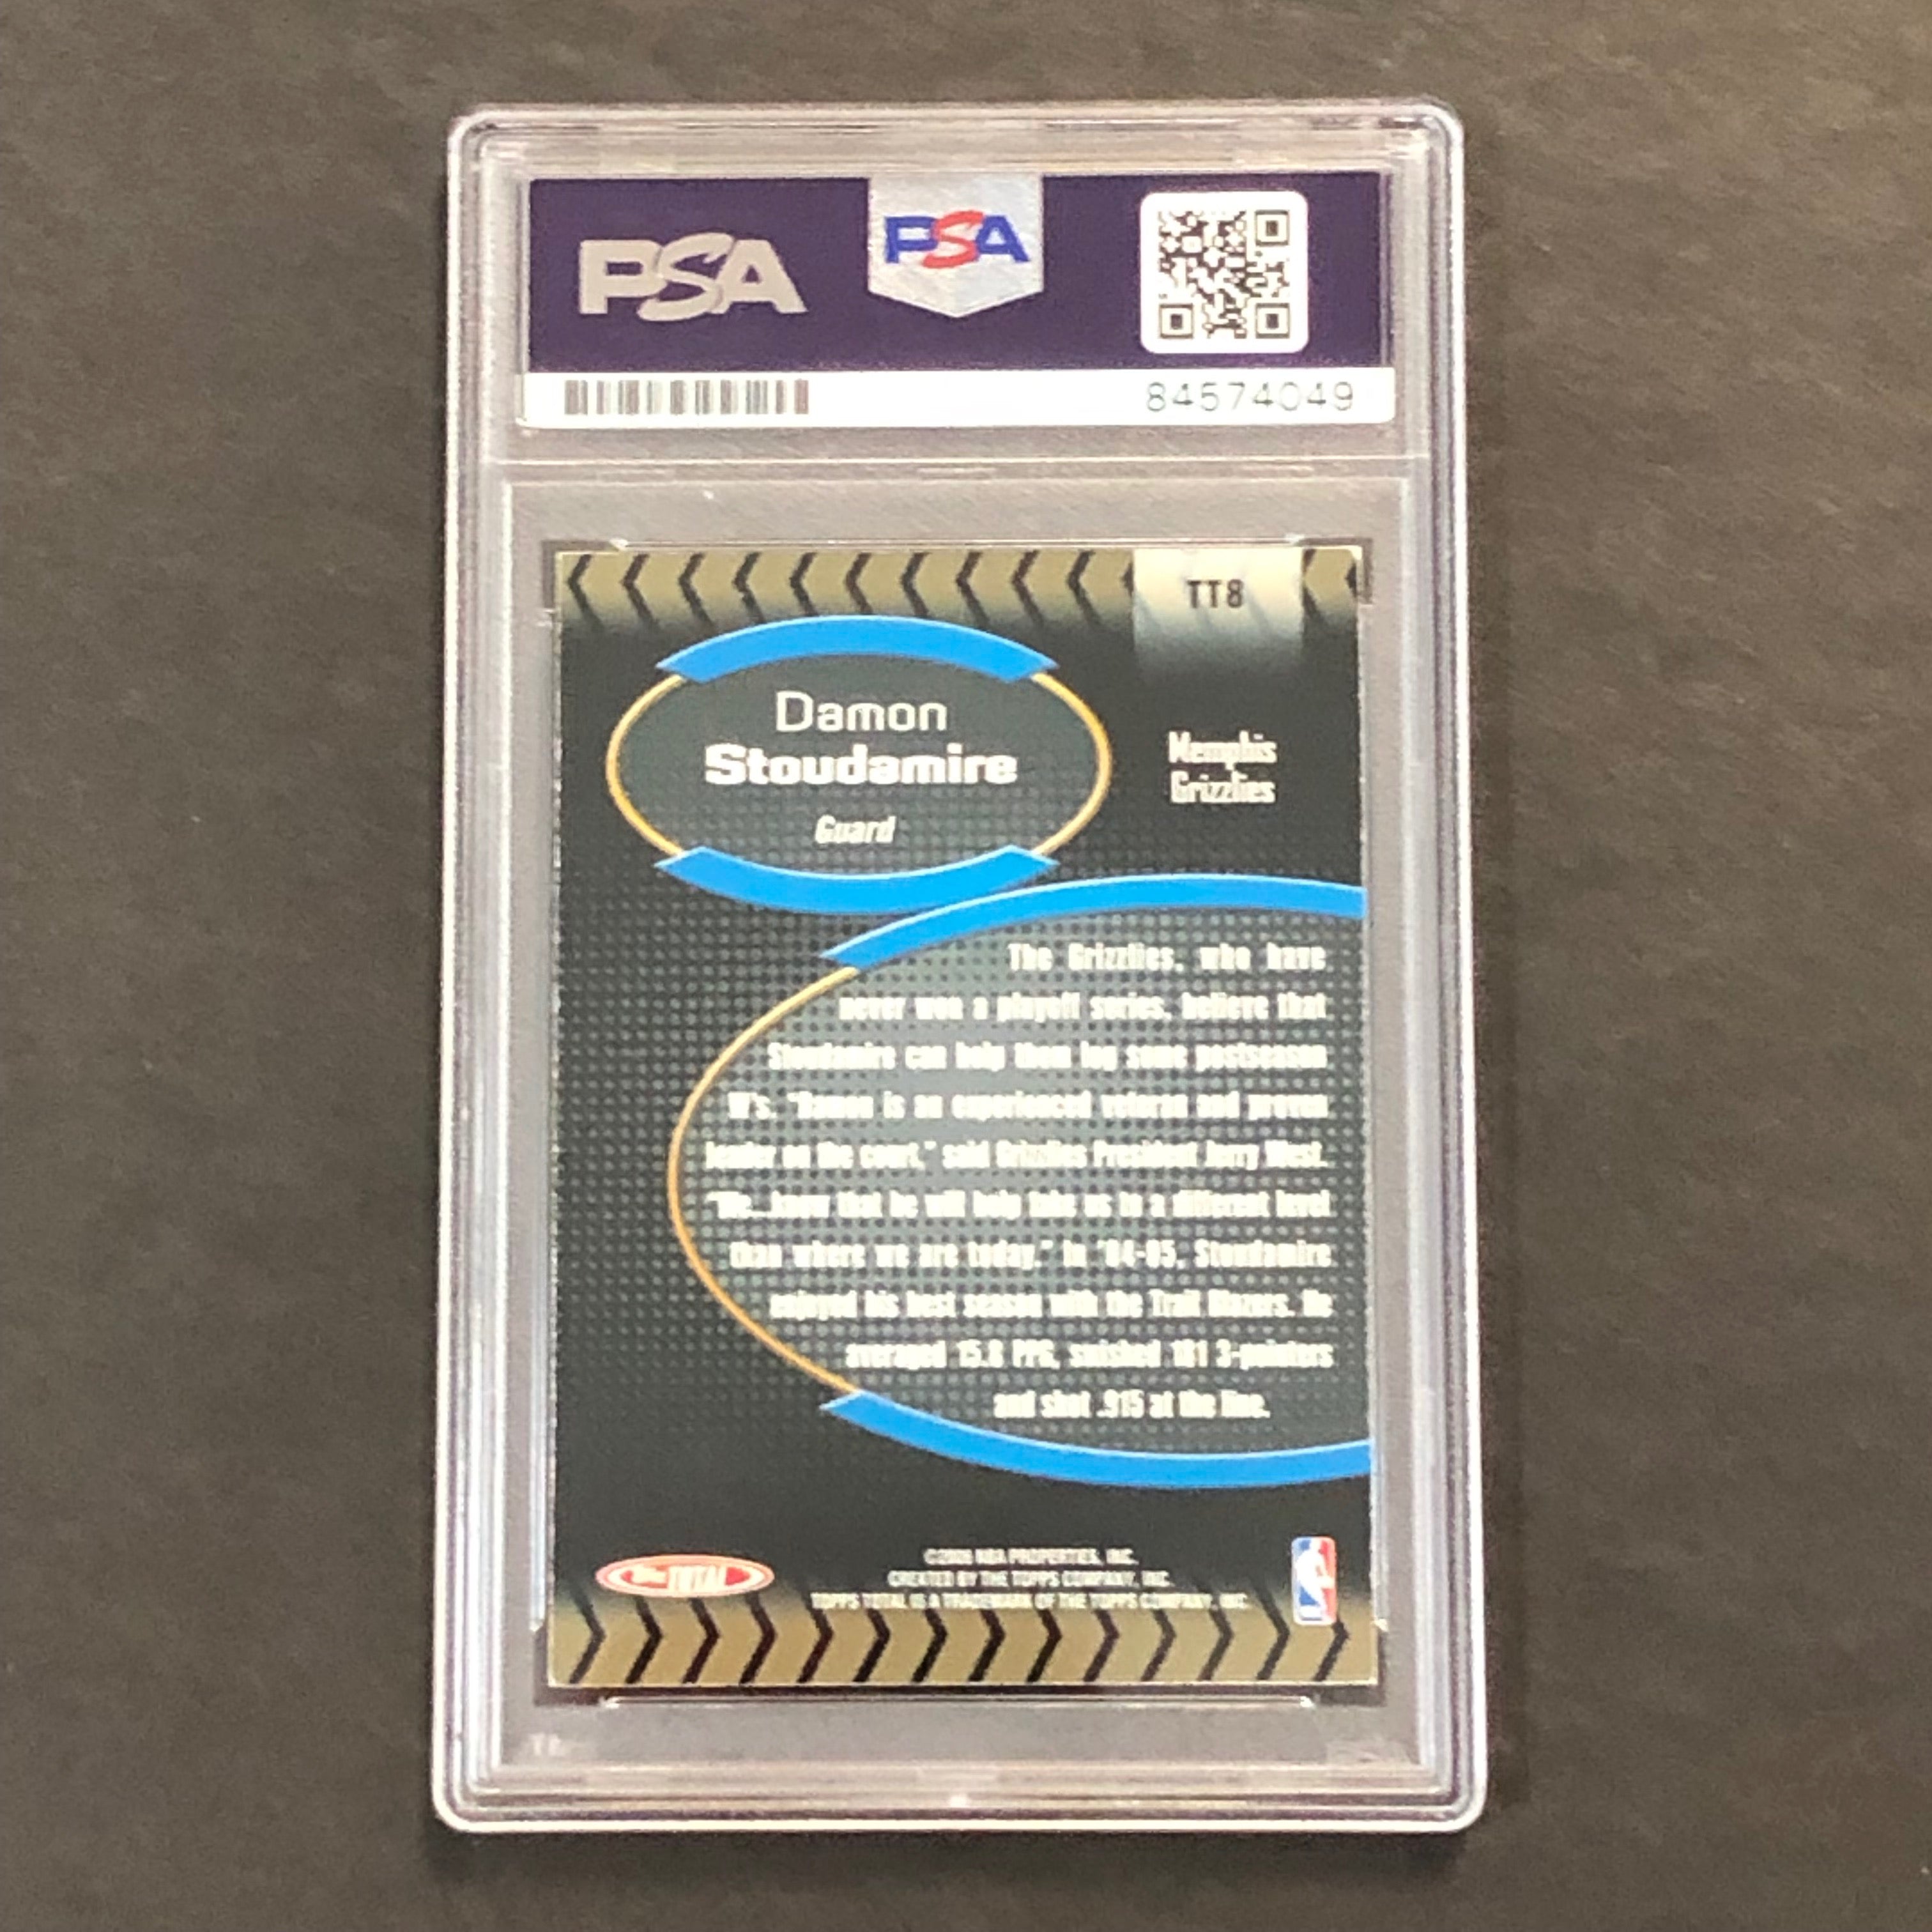 PSA
PSA
84574049
TT8
Damon
Stoudamire
Guard
Memphis
Grizzlies
The Grizzlies, who have
never won a playoff series, believe that
Stoudamire can help them log some postseason
W's. "Damon is an experienced veteran and proven
leader on the court," said Grizzlies President Jerry West.
"We...know that he will help take us to a different level
than where we are today." In '04-05, Stoudamire
enjoyed his best season with the Trail Blazers. He
averaged 15.8 PPG, swished 181 3-pointers
and shot .915 at the line.
NBA PROPERTIES, INC.
CREATED BY THE TOPPS COMPANY, INC.
TOPPS TOTAL IS A TRADEMARK OF THE TOPPS COMPANY, INC.
TOTAL